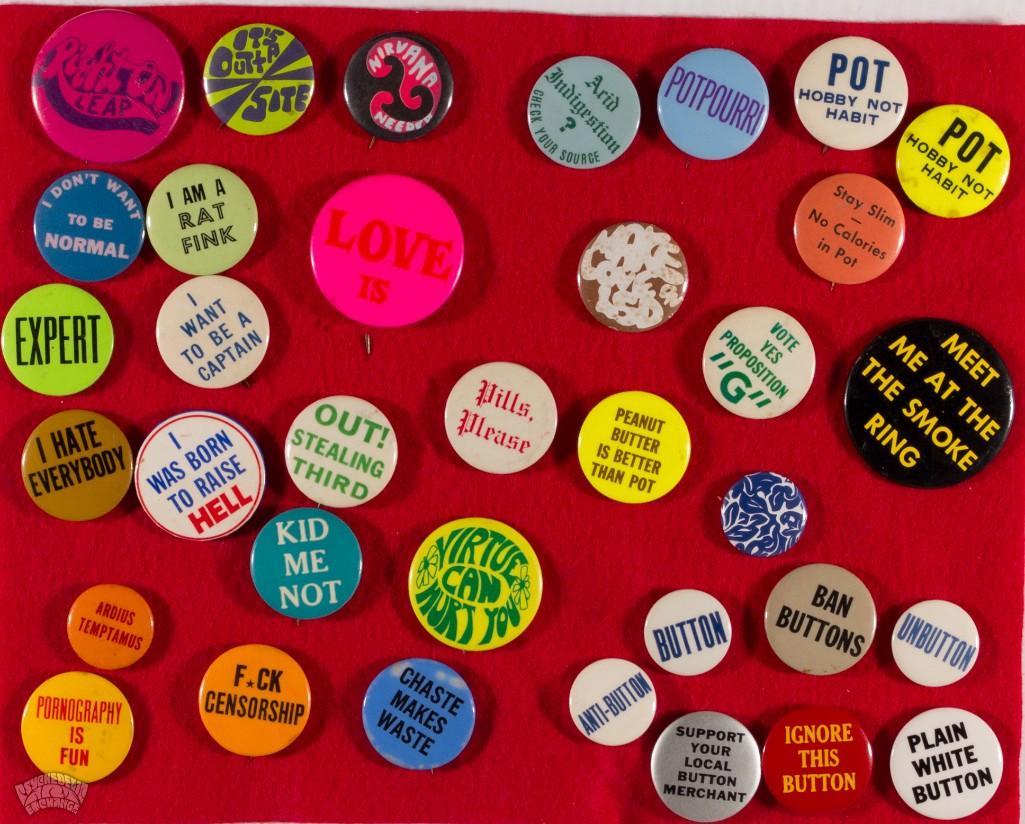 Right On
LEAP
IT'S
OUTTA
SITE
NIRVANA
NEEDED
Acid
Indigestion
?
CHECK YOUR SOURCE
POTPOURRI
POT
HOBBY NOT
HABIT
POT
HOBBY NOT
HABIT
I DON'T WANT
TO BE
NORMAL
I AM A
RAT
FINK
LOVE
IS
Stay Slim
—
No Calories
in Pot
EXPERT
I
WANT
TO BE A
CAPTAIN
VOTE
YES
PROPOSITION
"G"
MEET
ME AT THE
THE SMOKE
RING
I HATE
EVERYBODY
I
WAS BORN
TO RAISE
HELL
OUT!
STEALING
THIRD
Pills,
Please
PEANUT
BUTTER
IS BETTER
THAN POT
KID
ME
NOT
VIRTUE
CAN
HURT YOU
ARDIUS
TEMPTAMUS
BUTTON
BAN
BUTTONS
UNBUTTON
PORNOGRAPHY
IS
FUN
F★CK
CENSORSHIP
CHASTE
MAKES
WASTE
ANTI-BUTTON
SUPPORT
YOUR
LOCAL
BUTTON
MERCHANT
IGNORE
THIS
BUTTON
PLAIN
WHITE
BUTTON
PSYCHEDELIC
ART
EXCHANGE